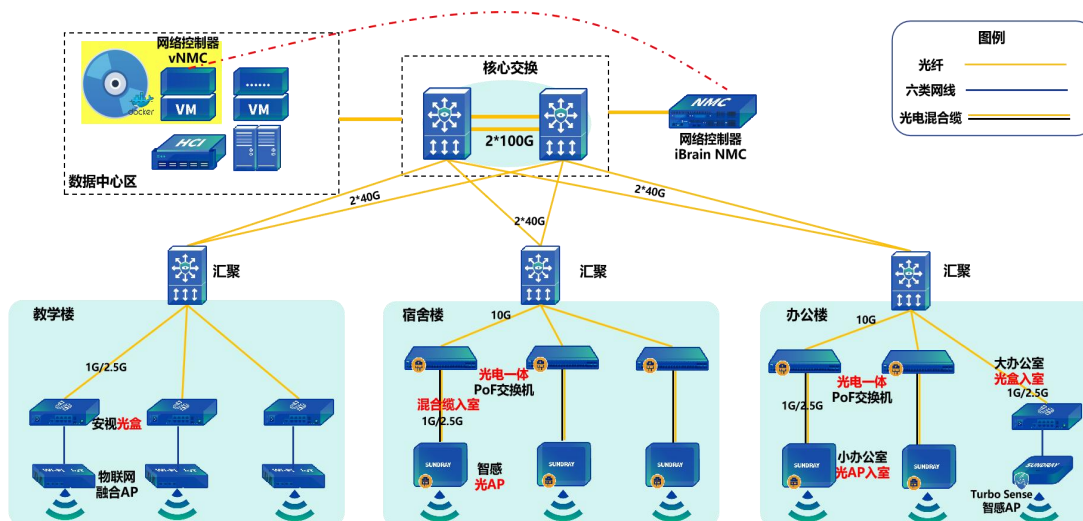 网络控制器
vNMC
docker
VM
......
VM
HCI
数据中心区
核心交换
2*100G
NMC
网络控制器
iBrain NMC
图例
光纤
六类网线
光电混合缆
2*40G
2*40G
2*40G
汇聚
汇聚
汇聚
教学楼
1G/2.5G
安视光盒
物联网
融合AP
宿舍楼
10G
光电一体
PoF交换机
混合缆入室
1G/2.5G
智感
光AP
SUNDRAY
SUNDRAY
SUNDRAY
办公楼
10G
光电一体
PoF交换机
1G/2.5G
小办公室
光AP入室
SUNDRAY
SUNDRAY
大办公室
光盒入室
1G/2.5G
SUNDRAY
Turbo Sense
智感AP